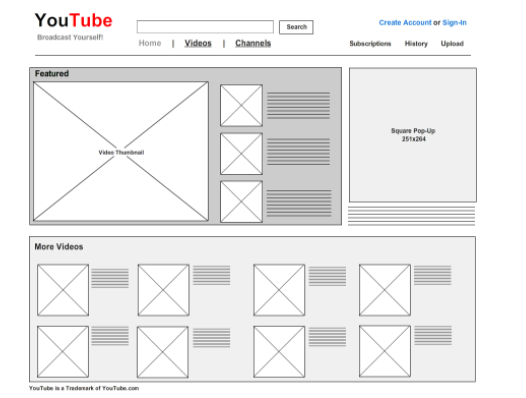 YouTube
Broadcast Yourself!
Search
Create Account or Sign-In
Home | Videos | Channels
Subscriptions History Upload
Featured
Video Thumbnail
Square Pop-Up
251x264
More Videos
YouTube is a Trademark of YouTube.com